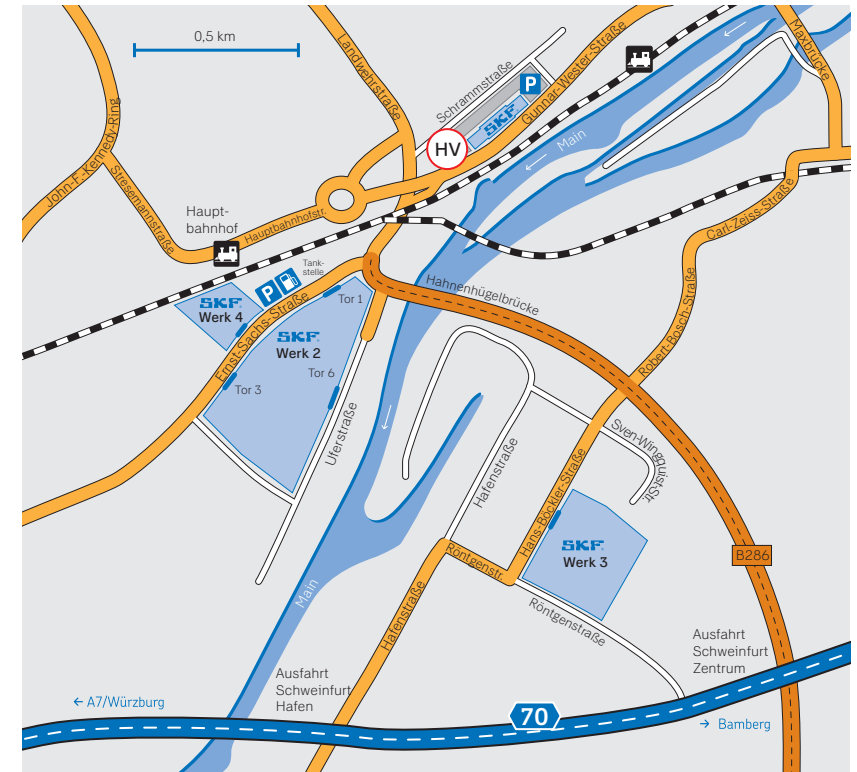 0,5 km
Landwehrstraße
Schrammstraße
P
SKF
Gunnar-Wester-Straße
Maxbrücke
HV
Main
John-F.-Kennedy-Ring
Stresemannstraße
Haupt-
bahnhof
Hauptbahnhofstr.
Carl-Zeiss-Straße
Tank-
stelle
P
Tor 1
Hahnenhügelbrücke
SKF
Werk 4
Ernst-Sachs-Straße
SKF
Werk 2
Tor 6
Tor 3
Robert-Bosch-Straße
Uferstraße
Hafenstraße
Sven-Wingquist-Str.
Hans-Böckler-Straße
SKF
Werk 3
B286
Röntgenstr.
Röntgenstraße
Main
Hafenstraße
Ausfahrt
Schweinfurt
Zentrum
Ausfahrt
Schweinfurt
Hafen
← A7/Würzburg
70
→ Bamberg